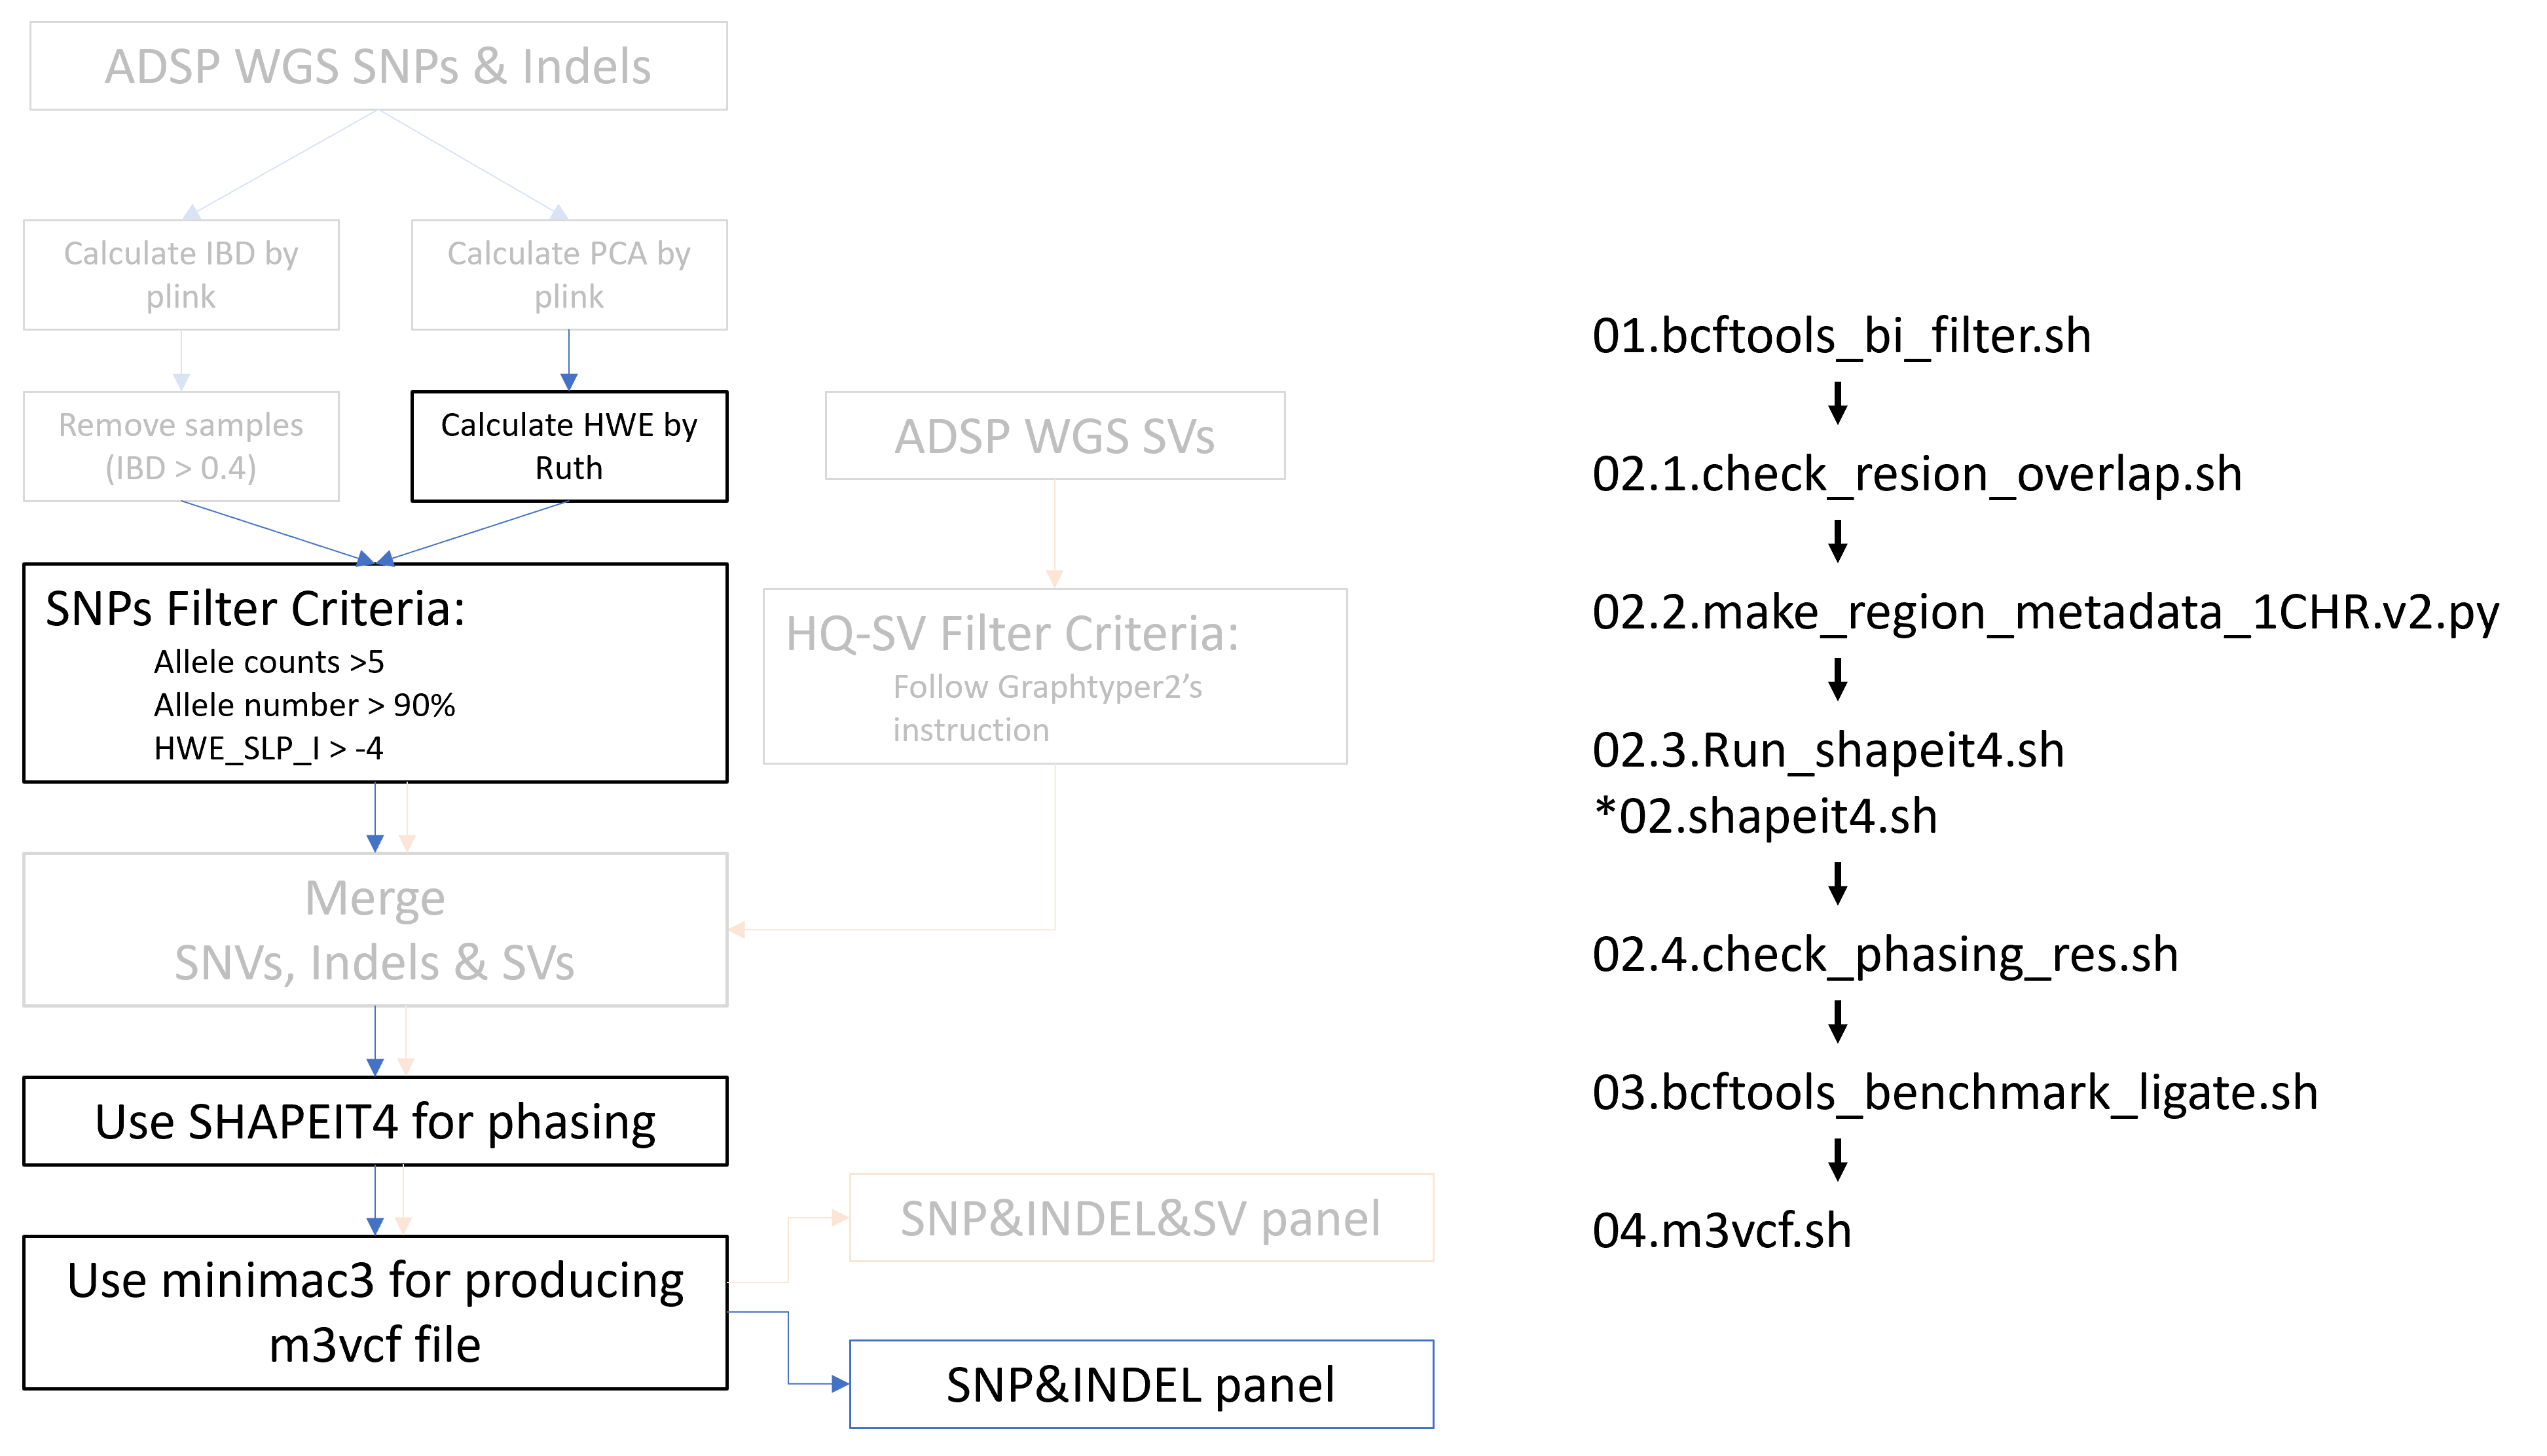 ADSP WGS SNPs & Indels
Calculate IBD by
plink
Calculate PCA by
plink
Remove samples
(IBD > 0.4)
Calculate HWE by
Ruth
SNPs Filter Criteria:
Allele counts >5
Allele number > 90%
HWE_SLP_I > -4
ADSP WGS SVs
HQ-SV Filter Criteria:
Follow Graphtyper2’s
instruction
Merge
SNVs, Indels & SVs
Use SHAPEIT4 for phasing
Use minimac3 for producing
m3vcf file
SNP&INDEL&SV panel
SNP&INDEL panel
01.bcftools_bi_filter.sh
02.1.check_resion_overlap.sh
02.2.make_region_metadata_1CHR.v2.py
02.3.Run_shapeit4.sh
*02.shapeit4.sh
02.4.check_phasing_res.sh
03.bcftools_benchmark_ligate.sh
04.m3vcf.sh